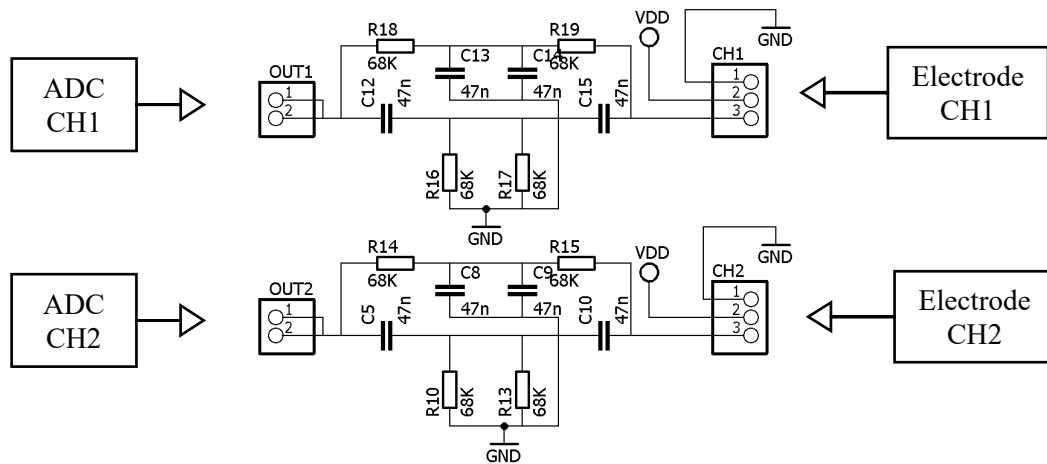 ADC
CH1
OUT1
1
2
R18
68K
C12
47n
C13
47n
C14
47n
R19
68K
C15
47n
R16
68K
R17
68K
GND
VDD
CH1
1
2
3
GND
Electrode
CH1
ADC
CH2
OUT2
1
2
R14
68K
C5
47n
C8
47n
C9
47n
R15
68K
C10
47n
R10
68K
R13
68K
GND
VDD
CH2
1
2
3
GND
Electrode
CH2